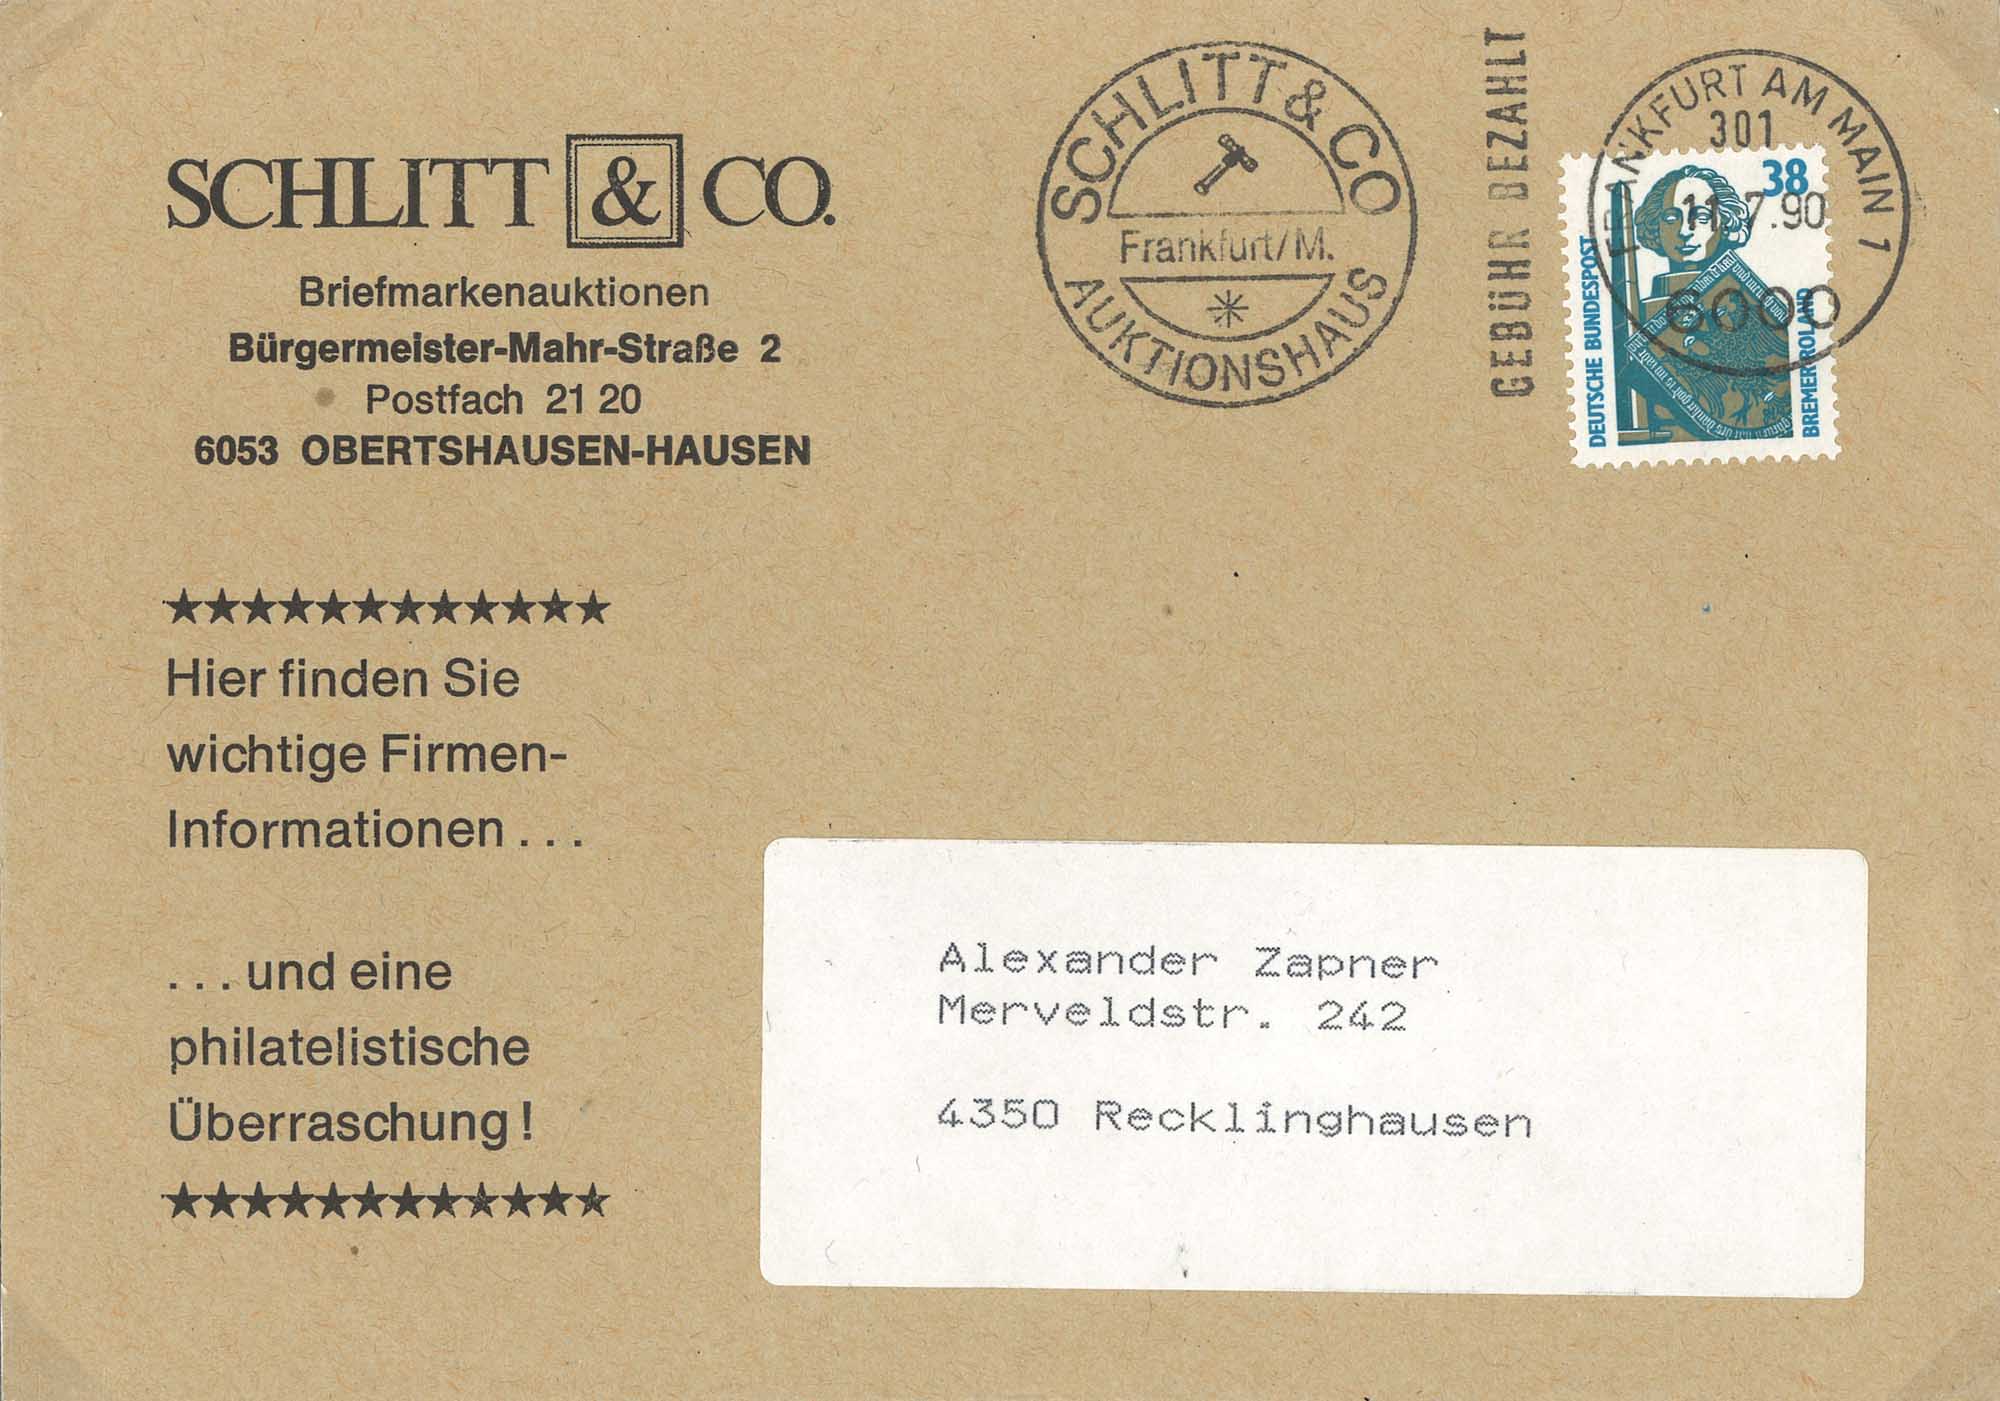 SCHLITT & CO.
Briefmarkenauktionen
Bürgermeister-Mahr-Straße 2
Postfach 21 20
6053 OBERTSHAUSEN-HAUSEN
SCHLITT & CO
Frankfurt/M.
AUKTIONSHAUS
GEBÜHR BEZAHLT
FRANKFURT AM MAIN 1
301
11.7.90
6000
38
DEUTSCHE BUNDESPOST
BREMER ROLAND
★★★★★★★★★★★★
Hier finden Sie
wichtige Firmen-
Informationen . . .
. . . und eine
philatelistische
Überraschung !
★★★★★★★★★★★★
Alexander Zapner
Merveldstr. 242
4350 Recklinghausen